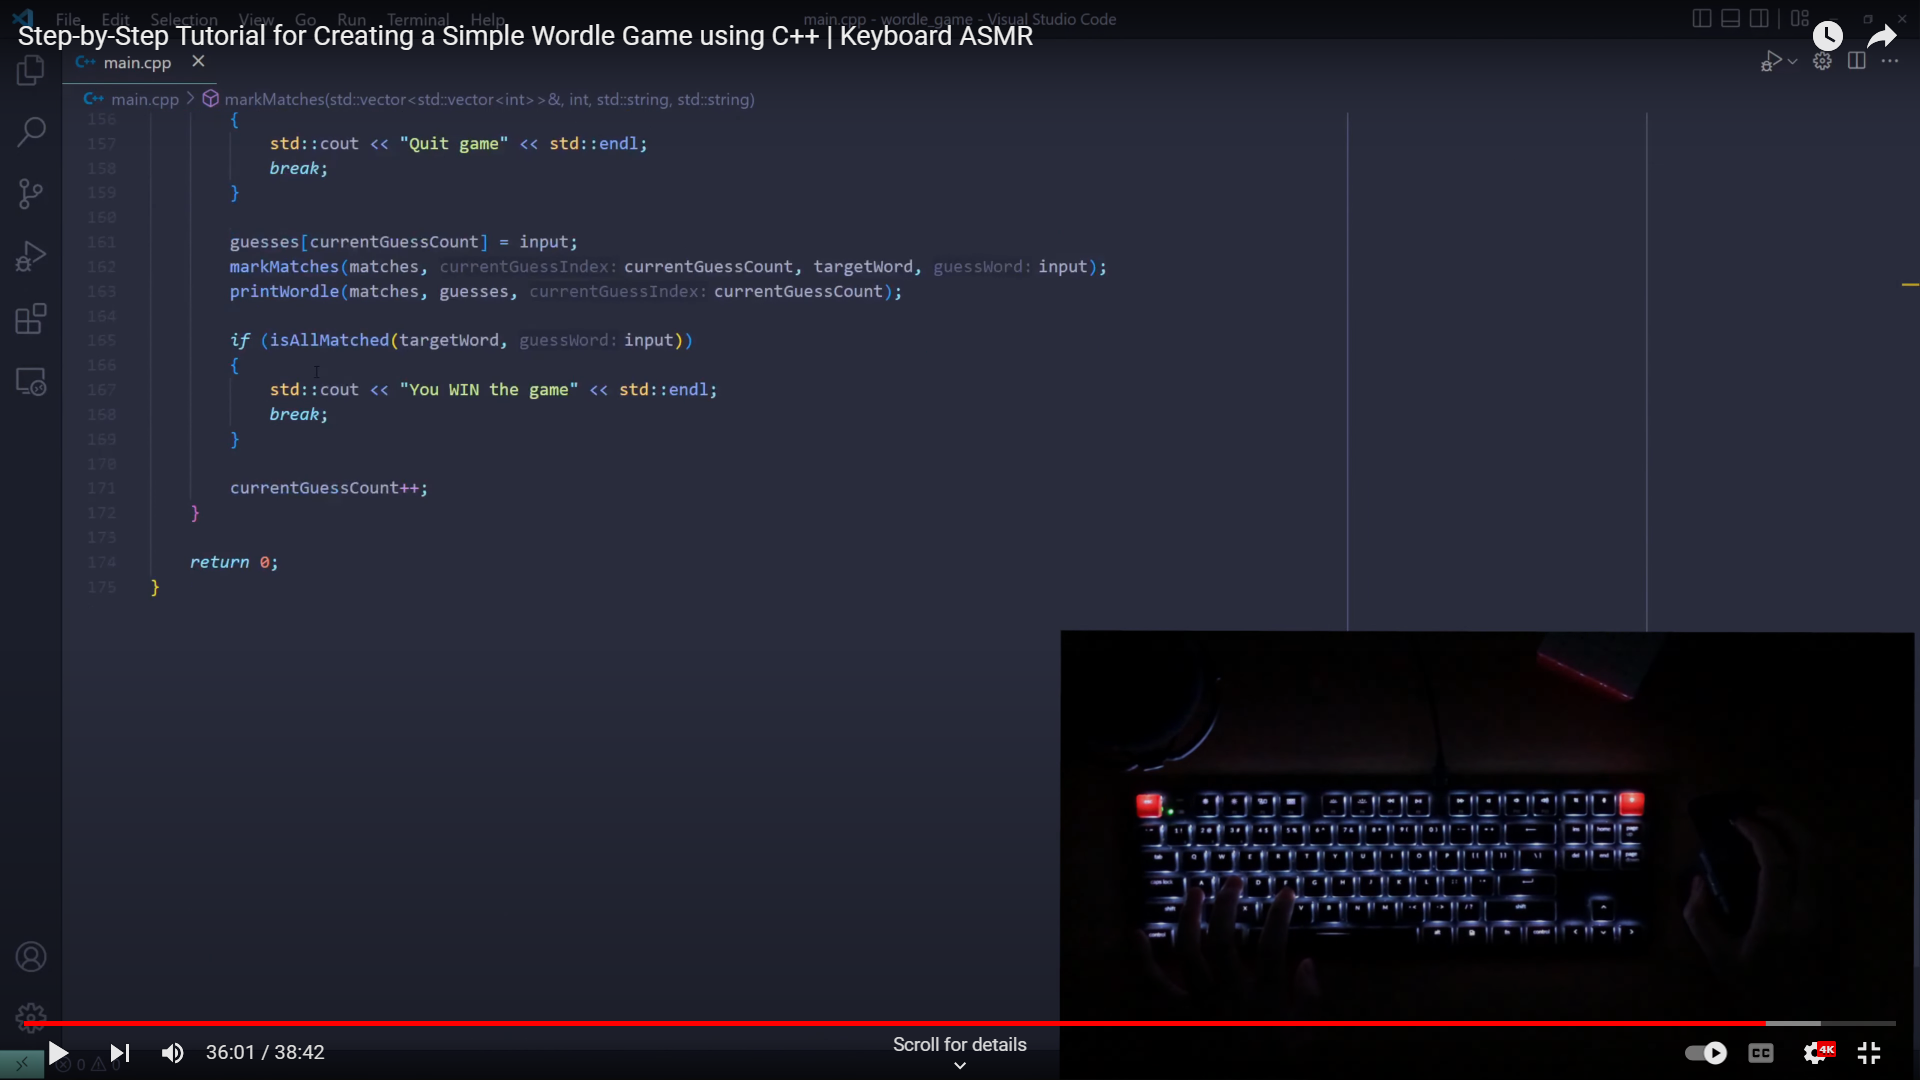 File Edit Selection View Go Run Terminal Help
main.cpp - wordle_game - Visual Studio Code
Step-by-Step Tutorial for Creating a Simple Wordle Game using C++ | Keyboard ASMR
C++ main.cpp
C++ main.cpp > markMatches(std::vector<std::vector<int>>&, int, std::string, std::string)
156 {
157 std::cout << "Quit game" << std::endl;
158 break;
159 }
160
161 guesses[currentGuessCount] = input;
162 markMatches(matches, currentGuessIndex: currentGuessCount, targetWord, guessWord: input);
163 printWordle(matches, guesses, currentGuessIndex: currentGuessCount);
164
165 if (isAllMatched(targetWord, guessWord: input))
166 {
167 std::cout << "You WIN the game" << std::endl;
168 break;
169 }
170
171 currentGuessCount++;
172 }
173
174 return 0;
175 }
36:01 / 38:42
Scroll for details
CC
4K
0 0